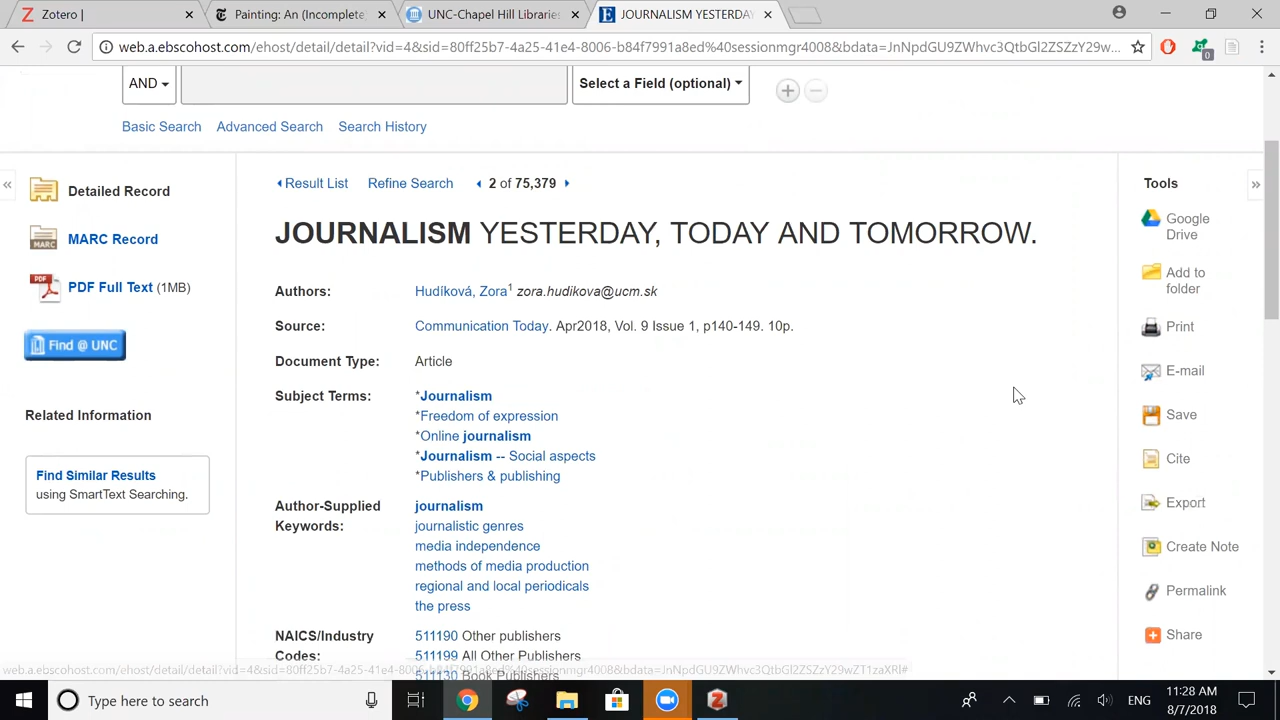 Zotero |
Painting: An (Incomplete)
UNC-Chapel Hill Libraries
JOURNALISM YESTERDAY
web.a.ebscohost.com/ehost/detail/detail?vid=4&sid=80ff25b7-4a25-41e4-8006-b84f7991a8ed%40sessionmgr4008&bdata=JnNpdGU9ZWhvc3QtbGl2ZSZzY29w...
0
AND
Select a Field (optional)
Basic Search Advanced Search Search History
Result List Refine Search 2 of 75,379
Detailed Record
MARC
MARC Record
PDF
PDF Full Text (1MB)
Find @ UNC
Related Information
Find Similar Results
using SmartText Searching.
JOURNALISM YESTERDAY, TODAY AND TOMORROW.
Authors: Hudíková, Zora1 zora.hudikova@ucm.sk
Source: Communication Today. Apr2018, Vol. 9 Issue 1, p140-149. 10p.
Document Type: Article
Subject Terms: *Journalism
*Freedom of expression
*Online journalism
*Journalism -- Social aspects
*Publishers & publishing
Author-Supplied Keywords: journalism
journalistic genres
media independence
methods of media production
regional and local periodicals
the press
NAICS/Industry Codes: 511190 Other publishers
511199 All Other Publishers
511130 Book Publishers
Tools
Google Drive
Add to folder
Print
E-mail
Save
Cite
Export
Create Note
Permalink
Share
Type here to search
ENG
11:28 AM
8/7/2018